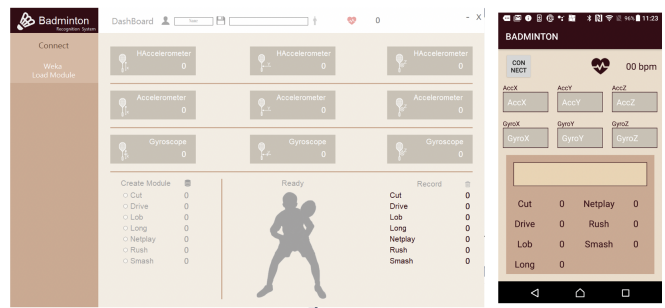 Badminton
Recognition System
Connect
Weka
Load Module
DashBoard
0
- X
HAccelerometer
0
HAccelerometer
0
HAccelerometer
0
Accelerometer
0
Accelerometer
0
Accelerometer
0
Gyroscope
0
Gyroscope
0
Gyroscope
0
Create Module
Cut 0
Drive 0
Lob 0
Long 0
Netplay 0
Rush 0
Smash 0
Ready
Record
Cut 0
Drive 0
Lob 0
Long 0
Netplay 0
Rush 0
Smash 0
96% 11:23
BADMINTON
CON
NECT
00 bpm
AccX AccY AccZ
AccX AccY AccZ
GyroX GyroY GyroZ
GyroX GyroY GyroZ
Cut 0 Netplay 0
Drive 0 Rush 0
Lob 0 Smash 0
Long 0